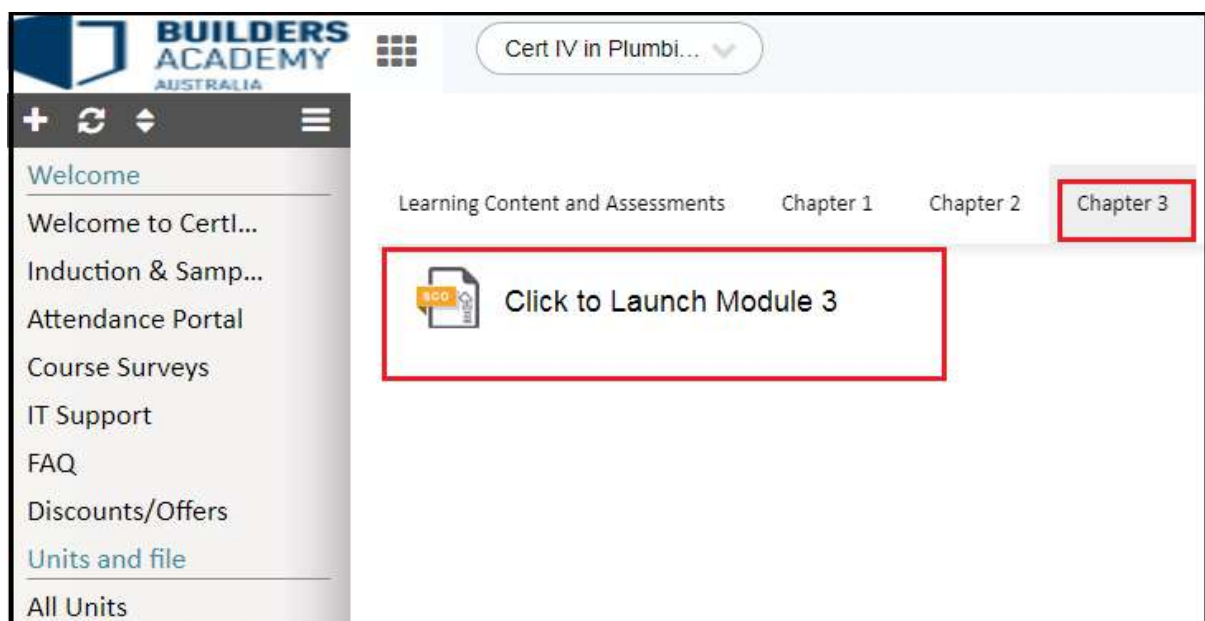 BUILDERS
ACADEMY
AUSTRALIA
Cert IV in Plumbi...
Welcome
Welcome to CertI...
Induction & Samp...
Attendance Portal
Course Surveys
IT Support
FAQ
Discounts/Offers
Units and file
All Units
Learning Content and Assessments Chapter 1 Chapter 2 Chapter 3
SCO
Click to Launch Module 3